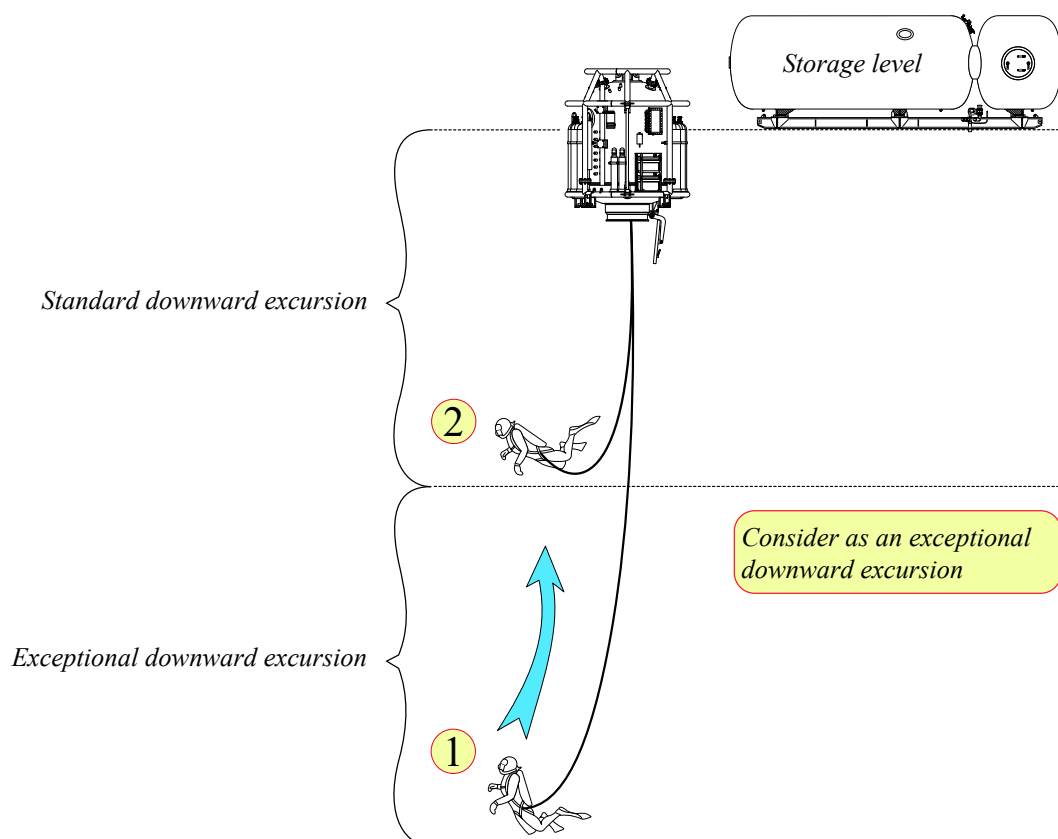 Storage level
Standard downward excursion
2
Consider as an exceptional
downward excursion
Exceptional downward excursion
1